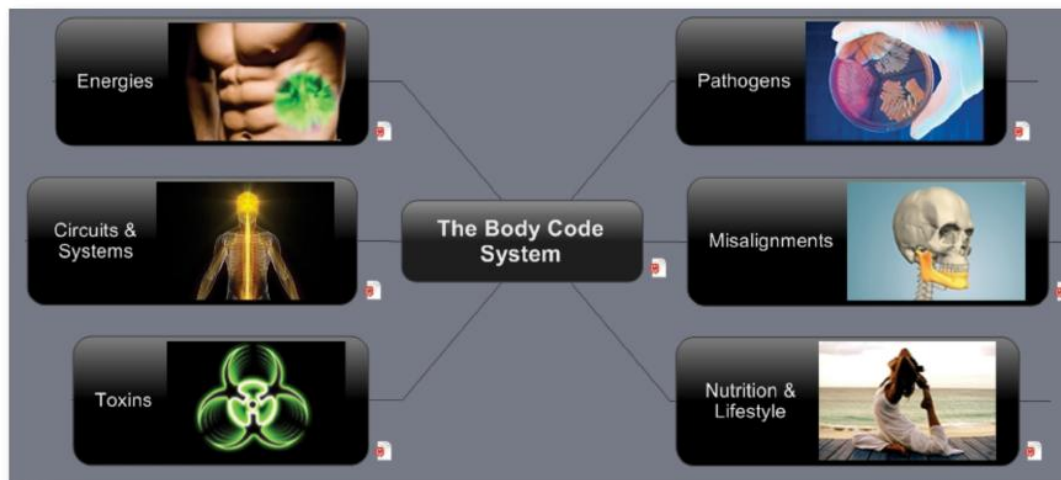 Energies
Pathogens
Circuits &
Systems
The Body Code
System
Misalignments
Toxins
Nutrition &
Lifestyle